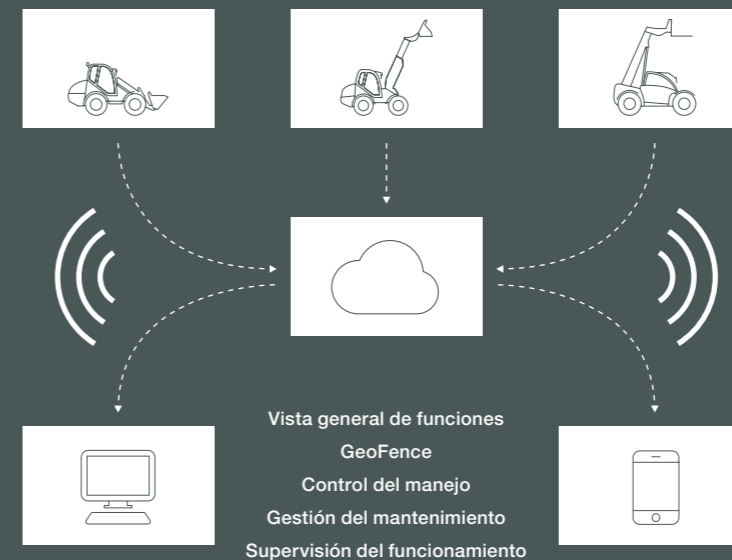 Vista general de funciones
GeoFence
Control del manejo
Gestión del mantenimiento
Supervisión del funcionamiento